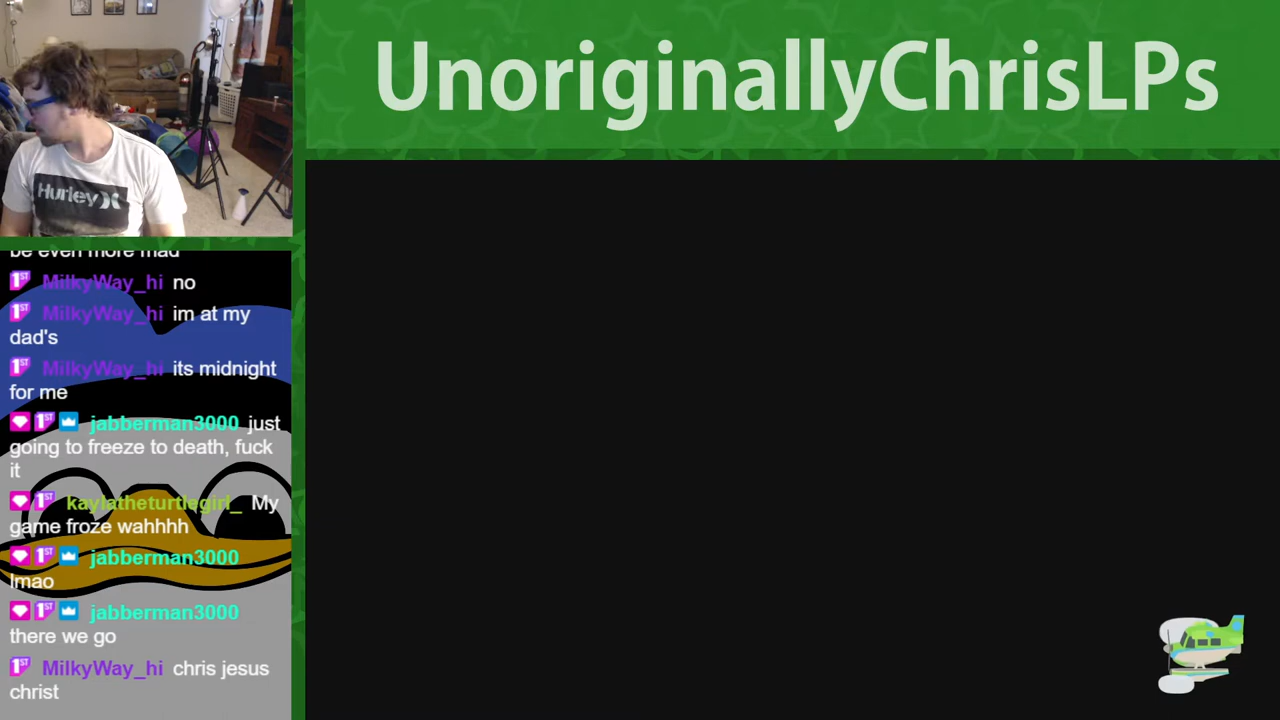 UnoriginallyChrisLPs
Hurley
be even more mad
MilkyWay_hi no
MilkyWay_hi im at my
dad's
MilkyWay_hi its midnight
for me
jabberman3000 just
going to freeze to death, fuck
it
kaylatheturtlegirl_ My
game froze wahhhh
jabberman3000
lmao
jabberman3000
there we go
MilkyWay_hi chris jesus
christ